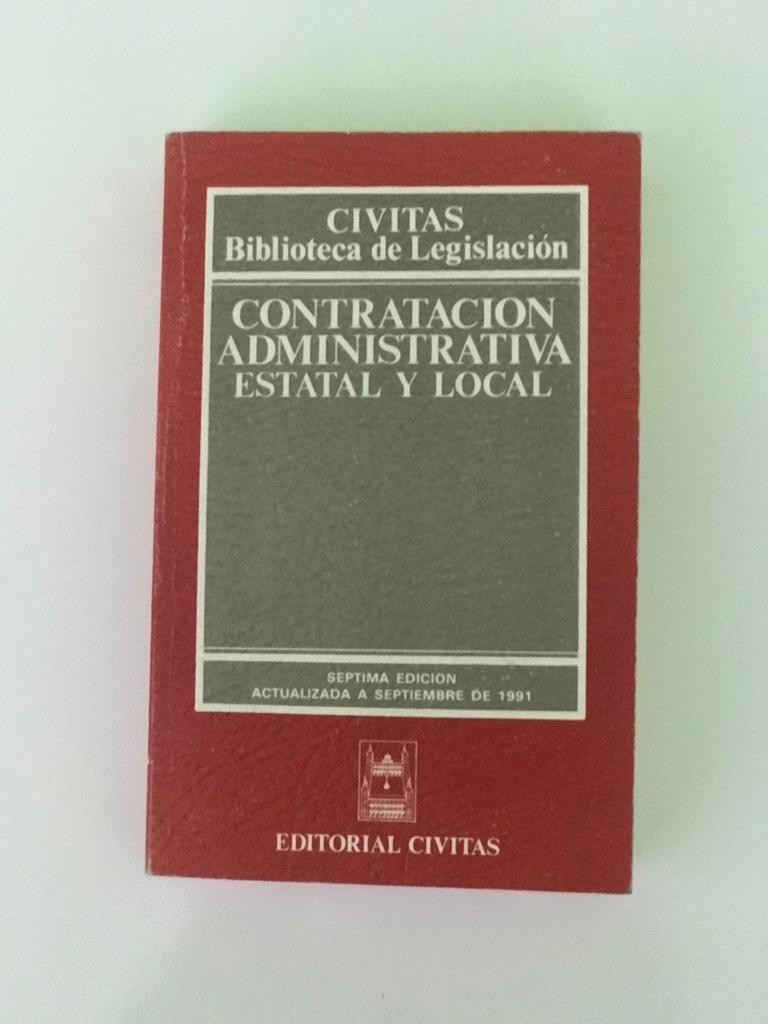 CIVITAS
Biblioteca de Legislación
CONTRATACION
ADMINISTRATIVA
ESTATAL Y LOCAL
SEPTIMA EDICION
ACTUALIZADA A SEPTIEMBRE DE 1991
EDITORIAL CIVITAS